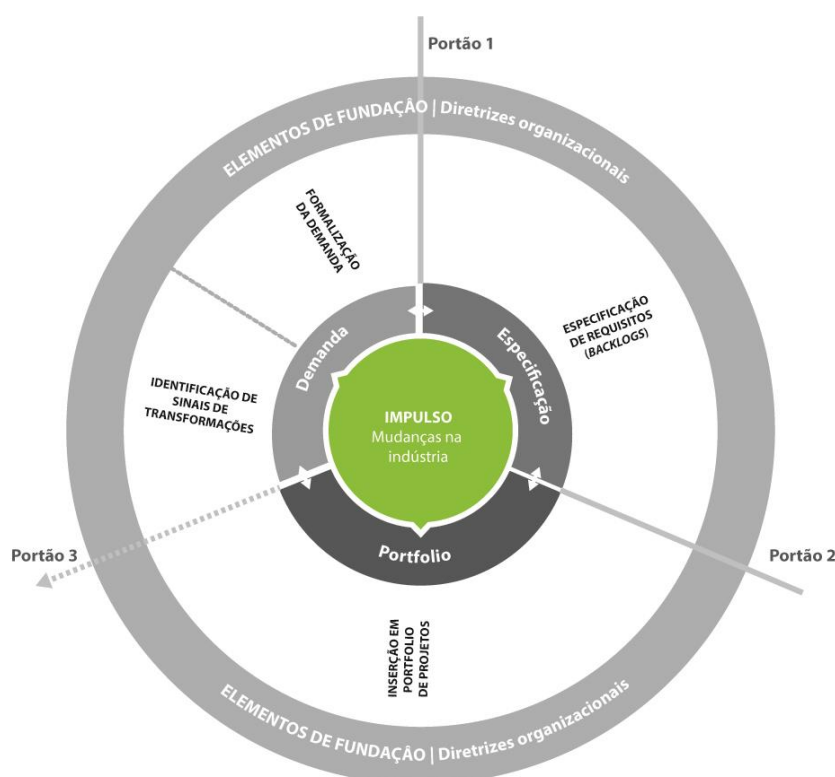 Portão 1
ELEMENTOS DE FUNDAÇÂO | Diretrizes organizacionais
FORMALIZAÇÃO
DA DEMANDA
ESPECIFICAÇÃO
DE REQUISITOS
(BACKLOGS)
Demanda
Especificação
IDENTIFICAÇÃO DE
SINAIS DE
TRANSFORMAÇÕES
IMPULSO
Mudanças na
indústria
Portão 3
Portfolio
Portão 2
INSERÇÃO EM
PORTFOLIO
DE PROJETOS
ELEMENTOS DE FUNDAÇÂO | Diretrizes organizacionais